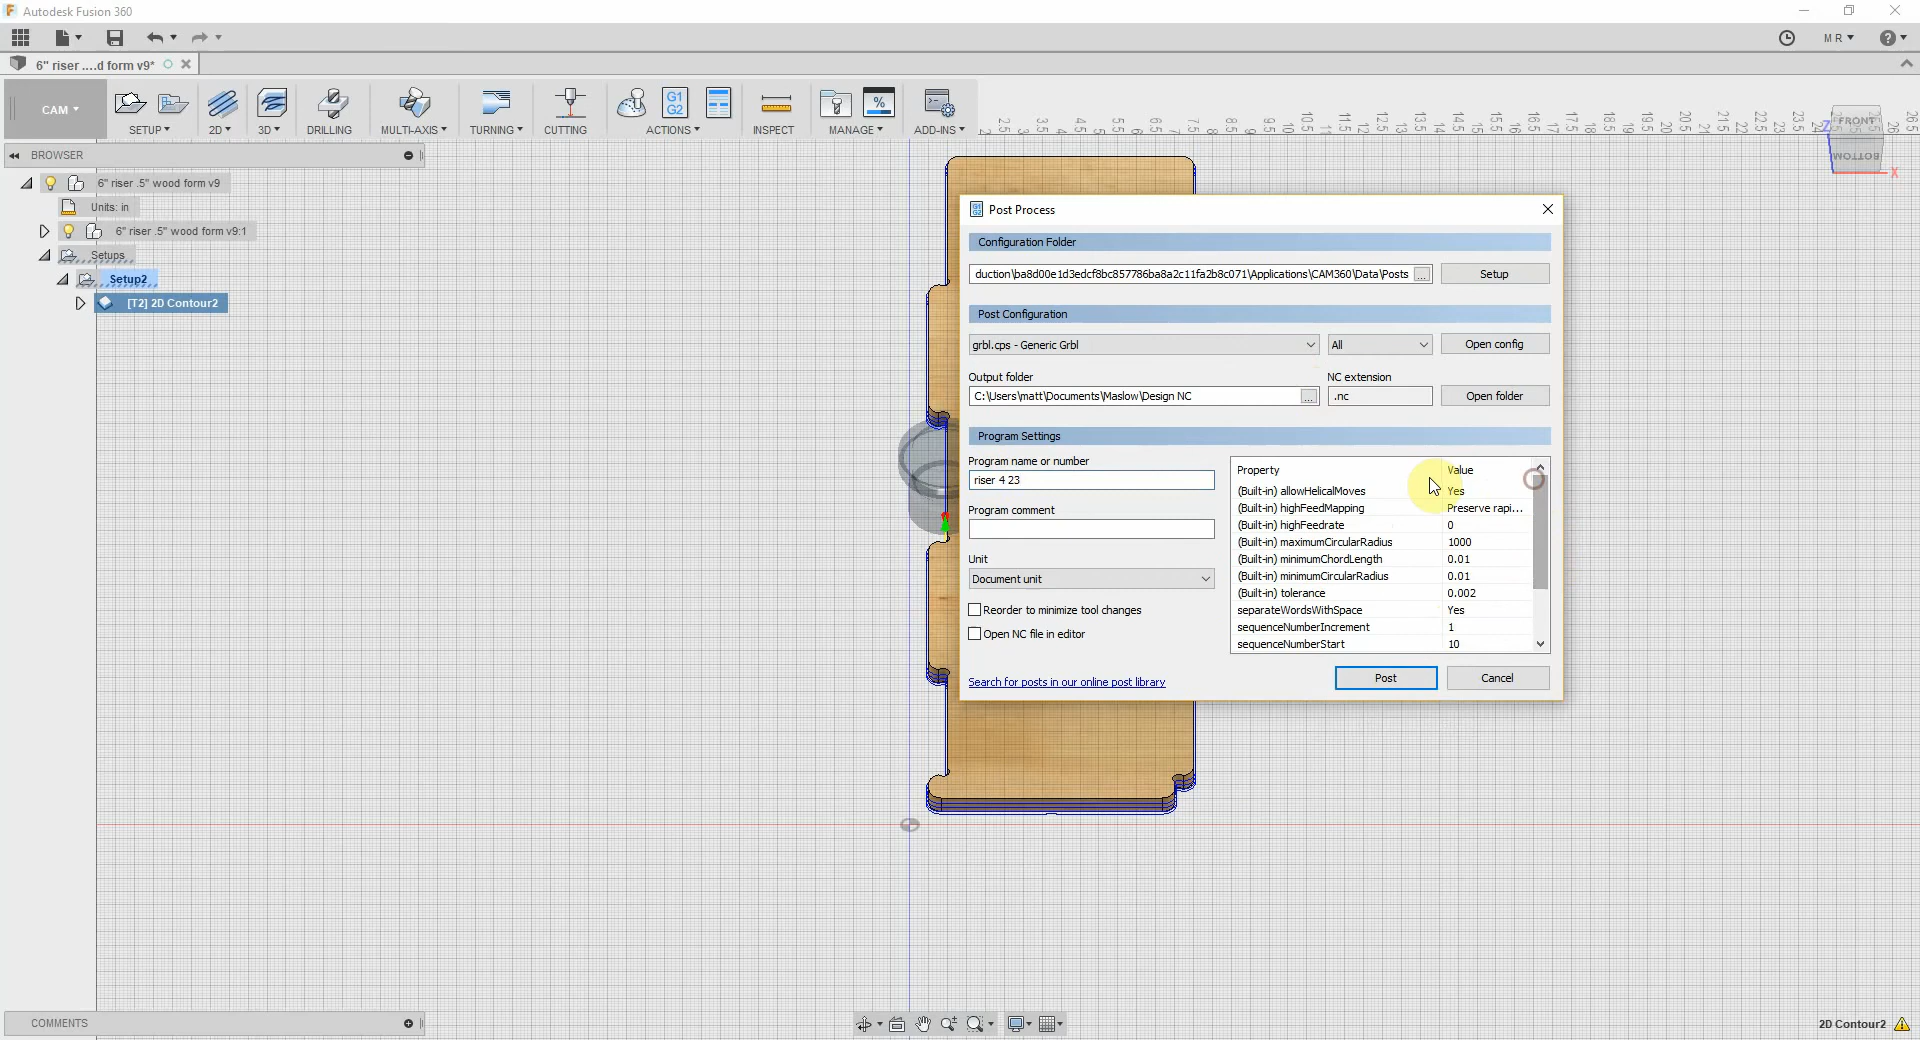 Autodesk Fusion 360
M R
6" riser ....d form v9*
CAM
SETUP
2D
3D
DRILLING
MULTI-AXIS
TURNING
CUTTING
G1
G2
ACTIONS
INSPECT
%
MANAGE
ADD-INS
BROWSER
6" riser .5" wood form v9
Units: in
6" riser .5" wood form v9:1
Setups
Setup2
[T2] 2D Contour2
FRONT
BOTTOM
Z
X
Post Process
Configuration Folder
duction\ba8d00e1d3edcf8bc857786ba8a2c11fa2b8c071\Applications\CAM360\Data\Posts
...
Setup
Post Configuration
grbl.cps - Generic Grbl
All
Open config
Output folder
NC extension
C:\Users\matt\Documents\Maslow\Design NC
...
.nc
Open folder
Program Settings
Program name or number
riser 4 23
Program comment
Unit
Document unit
Reorder to minimize tool changes
Open NC file in editor
Property Value
(Built-in) allowHelicalMoves Yes
(Built-in) highFeedMapping Preserve rapi...
(Built-in) highFeedrate 0
(Built-in) maximumCircularRadius 1000
(Built-in) minimumChordLength 0.01
(Built-in) minimumCircularRadius 0.01
(Built-in) tolerance 0.002
separateWordsWithSpace Yes
sequenceNumberIncrement 1
sequenceNumberStart 10
Search for posts in our online post library
Post
Cancel
COMMENTS
2D Contour2